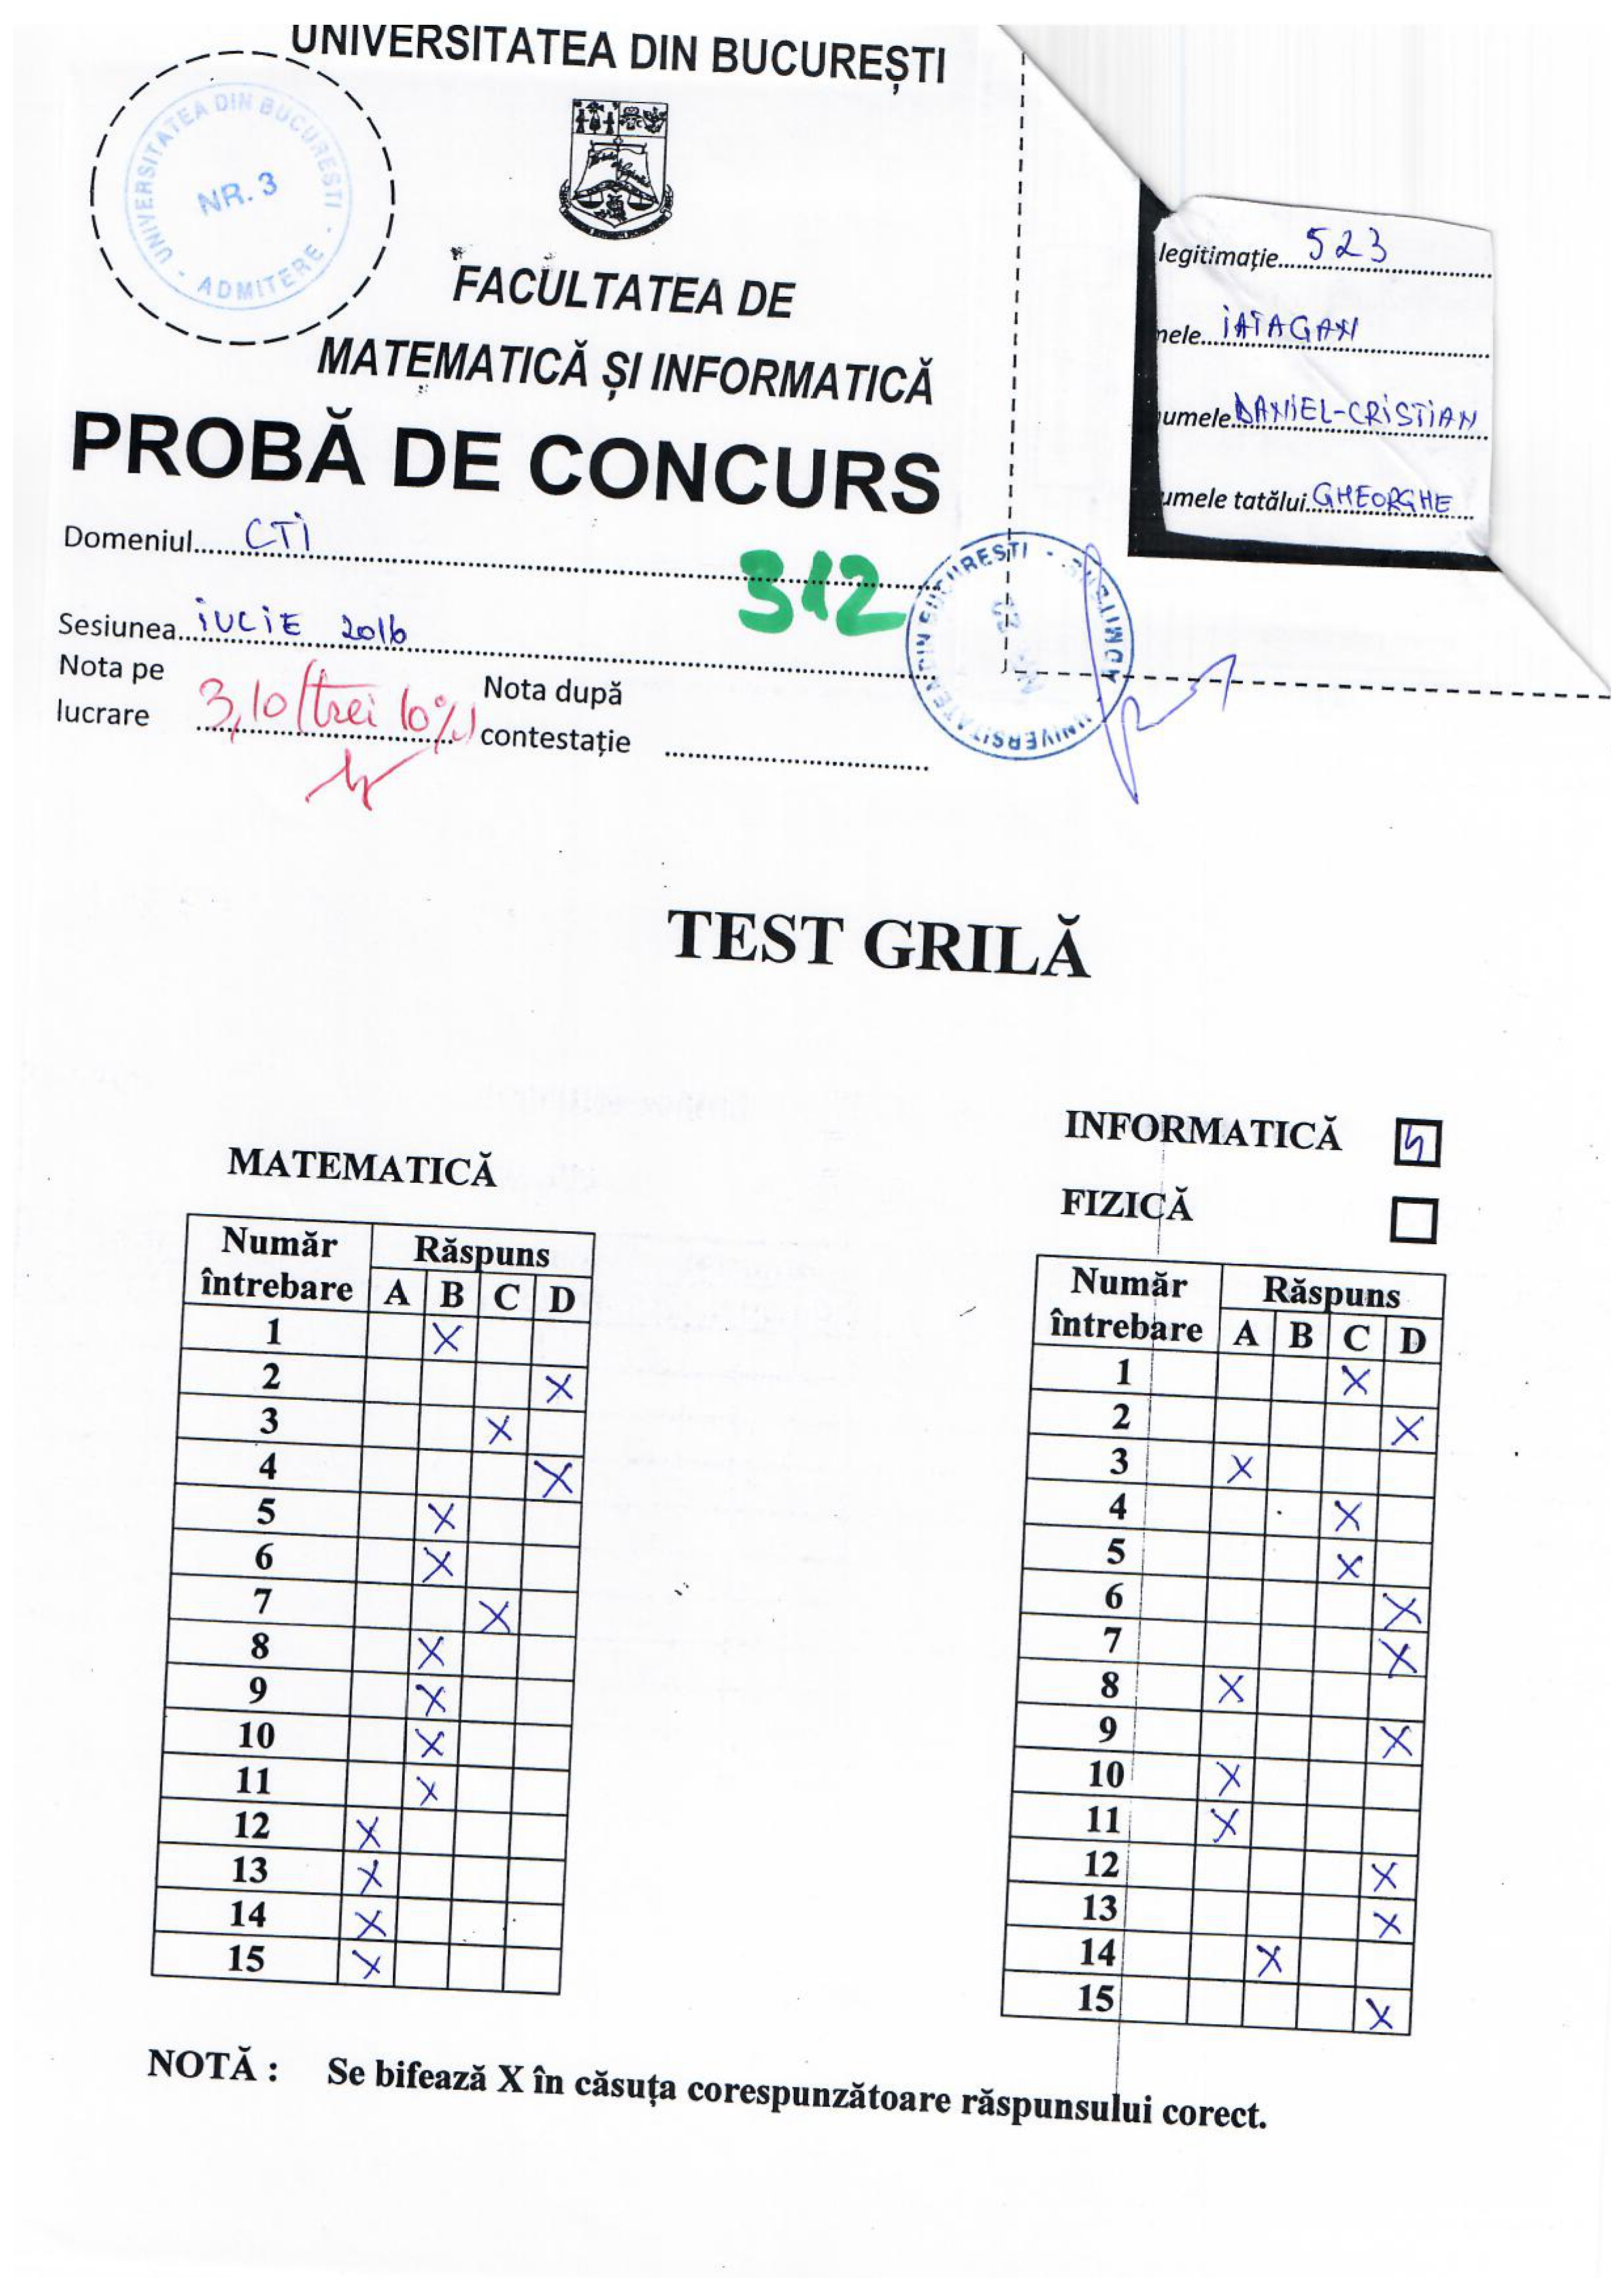 UNIVERSITATEA DIN BUCUREȘTI
UNIVERSITATEA DIN BUCURESTI - ADMITERE -
NR. 3
FACULTATEA DE
MATEMATICĂ ȘI INFORMATICĂ
PROBĂ DE CONCURS
legitimație 523
nele IATAGAN
umele DANIEL-CRISTIAN
umele tatălui GHEORGHE
Domeniul CTI
312
Sesiunea IULIE 2016
Nota pe lucrare 3,10 (trei 10%)
Nota după contestație
TEST GRILĂ
MATEMATICĂ
Număr întrebare Răspuns
A B C D
1 X
2 X
3 X
4 X
5 X
6 X
7 X
8 X
9 X
10 X
11 X
12 X
13 X
14 X
15 X
INFORMATICĂ
FIZICĂ
Număr întrebare Răspuns
A B C D
1 X
2 X
3 X
4 X
5 X
6 X
7 X
8 X
9 X
10 X
11 X
12 X
13 X
14 X
15 X
NOTĂ : Se bifează X în căsuța corespunzătoare răspunsului corect.